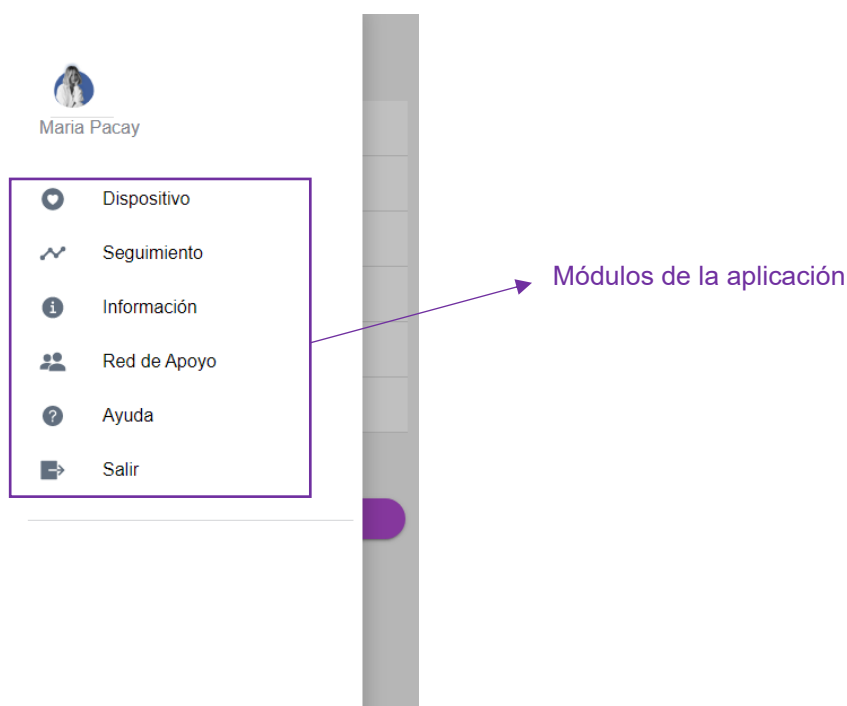 Maria Pacay
Dispositivo
Seguimiento
Módulos de la aplicación
Información
Red de Apoyo
Ayuda
Salir